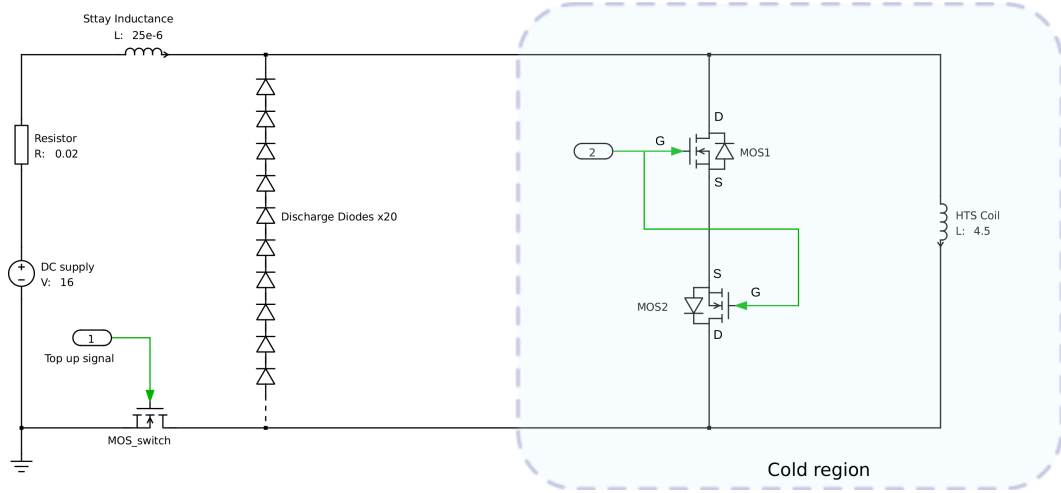 Sttay Inductance
L: 25e-6
Resistor
R: 0.02
DC supply
V: 16
1
Top up signal
MOS_switch
Discharge Diodes x20
2
G
D
MOS1
S
S
MOS2
G
D
HTS Coil
L: 4.5
Cold region